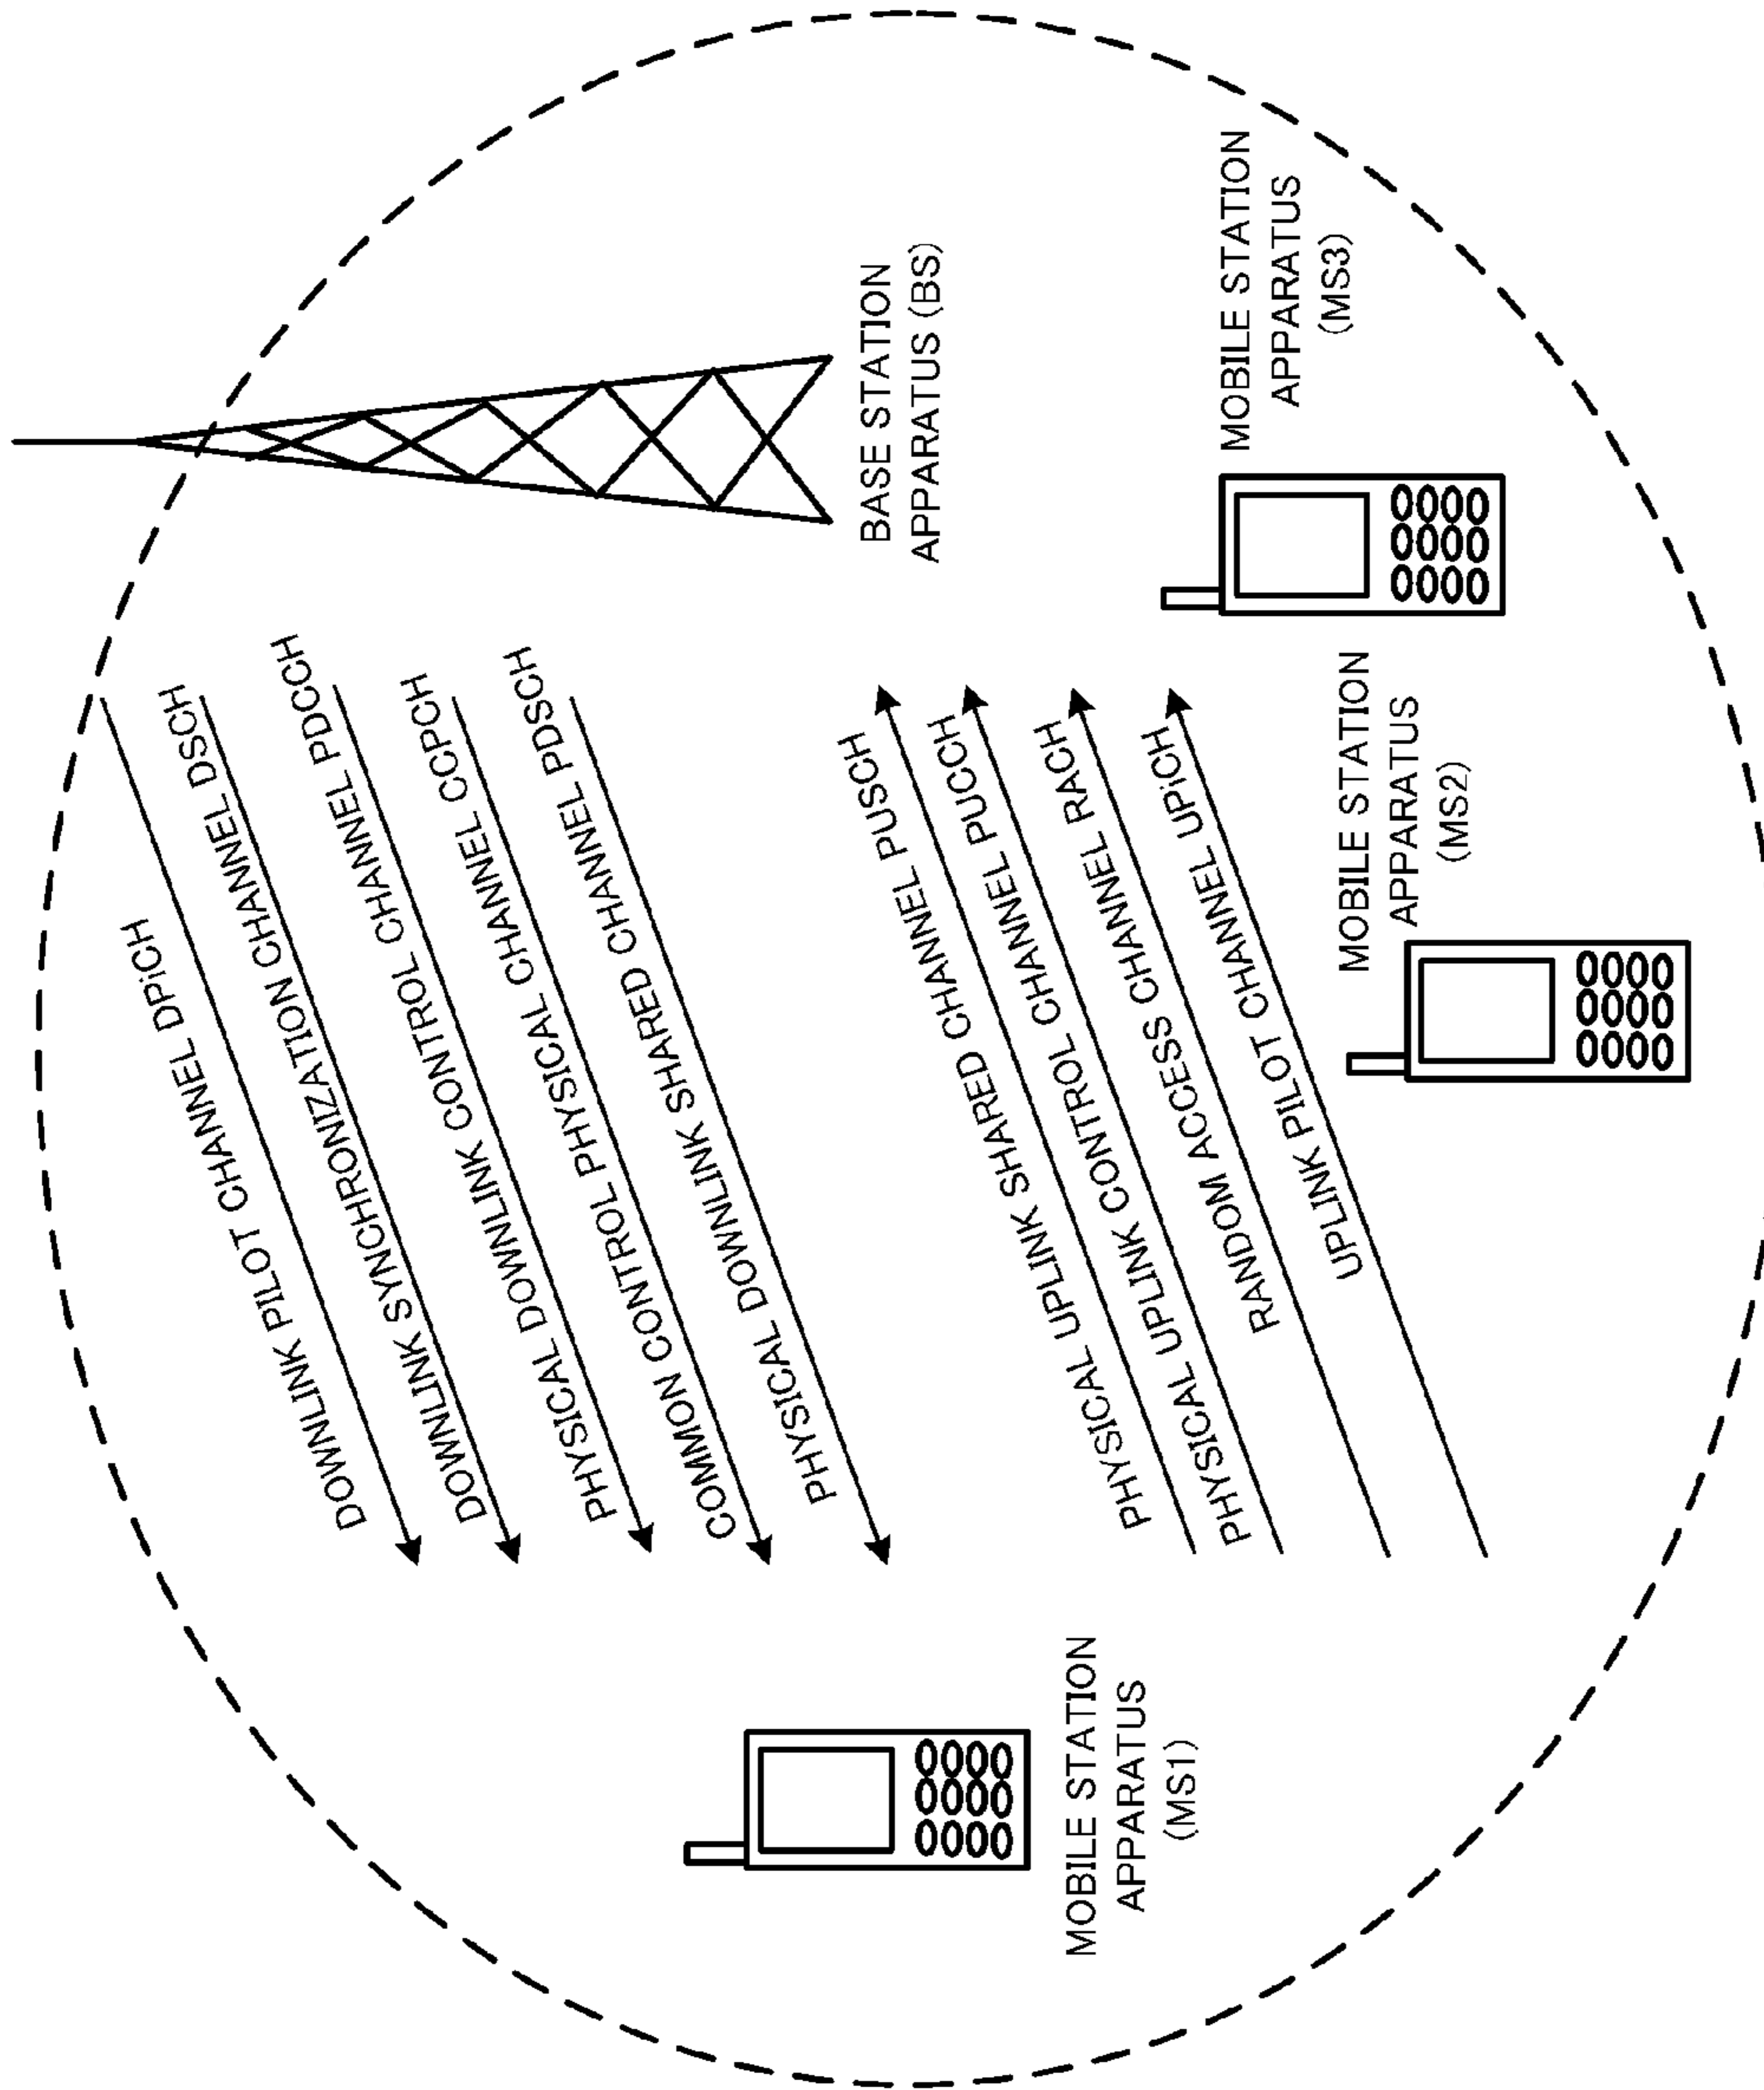 DOWNLINK PILOT CHANNEL DPiCH
DOWNLINK SYNCHRONIZATION CHANNEL DSCH
PHYSICAL DOWNLINK CONTROL CHANNEL PDCCH
COMMON CONTROL PHYSICAL CHANNEL CCPCH
PHYSICAL DOWNLINK SHARED CHANNEL PDSCH
PHYSICAL UPLINK SHARED CHANNEL PUSCH
PHYSICAL UPLINK CONTROL CHANNEL PUCCH
RANDOM ACCESS CHANNEL RACH
UPLINK PILOT CHANNEL UPiCH
BASE STATION
APPARATUS (BS)
MOBILE STATION
APPARATUS
(MS1)
MOBILE STATION
APPARATUS
(MS2)
MOBILE STATION
APPARATUS
(MS3)